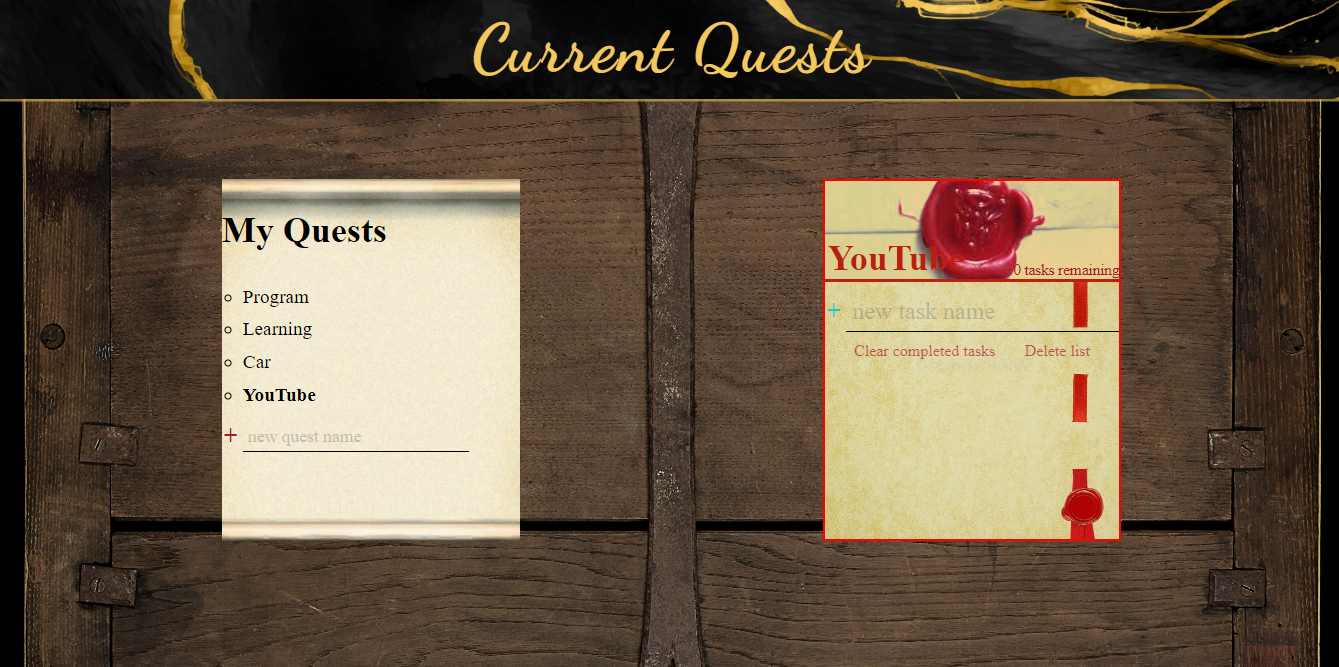 Current Quests
My Quests
Program
Learning
Car
YouTube
+ new quest name
YouTube
0 tasks remaining
+ new task name
Clear completed tasks Delete list